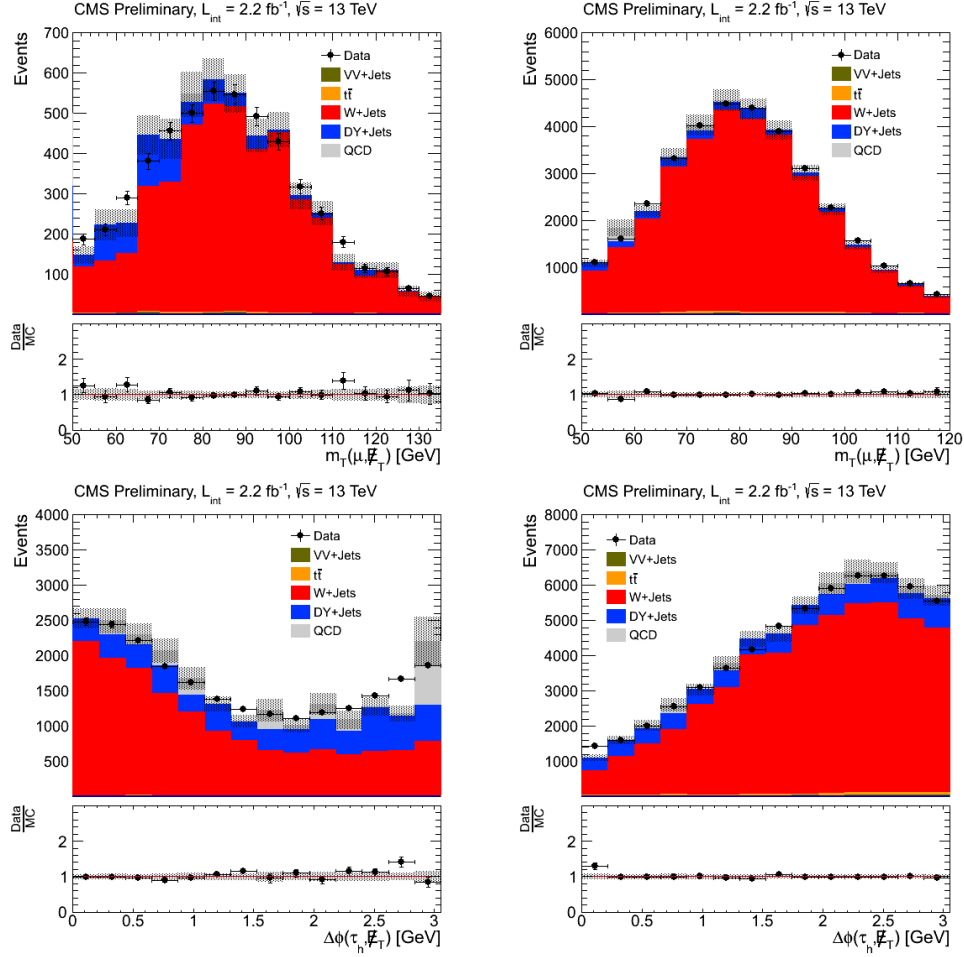 CMS Preliminary, L_int = 2.2 fb⁻¹, √s = 13 TeV
Events
700
600
500
400
300
200
100
Data
VV+Jets
tt̄
W+Jets
DY+Jets
QCD
Data/MC
2
1
0
50 60 70 80 90 100 110 120 130
m_T(μ,E̸_T) [GeV]
CMS Preliminary, L_int = 2.2 fb⁻¹, √s = 13 TeV
Events
6000
5000
4000
3000
2000
1000
Data
VV+Jets
tt̄
W+Jets
DY+Jets
QCD
Data/MC
2
1
0
50 60 70 80 90 100 110 120
m_T(μ,E̸_T) [GeV]
CMS Preliminary, L_int = 2.2 fb⁻¹, √s = 13 TeV
Events
4000
3500
3000
2500
2000
1500
1000
500
Data
VV+Jets
tt̄
W+Jets
DY+Jets
QCD
Data/MC
2
1
0
0 0.5 1 1.5 2 2.5 3
Δϕ(τ_h,E̸_T) [GeV]
CMS Preliminary, L_int = 2.2 fb⁻¹, √s = 13 TeV
Events
8000
7000
6000
5000
4000
3000
2000
1000
Data
VV+Jets
tt̄
W+Jets
DY+Jets
QCD
Data/MC
2
1
0
0 0.5 1 1.5 2 2.5 3
Δϕ(τ_h,E̸_T) [GeV]